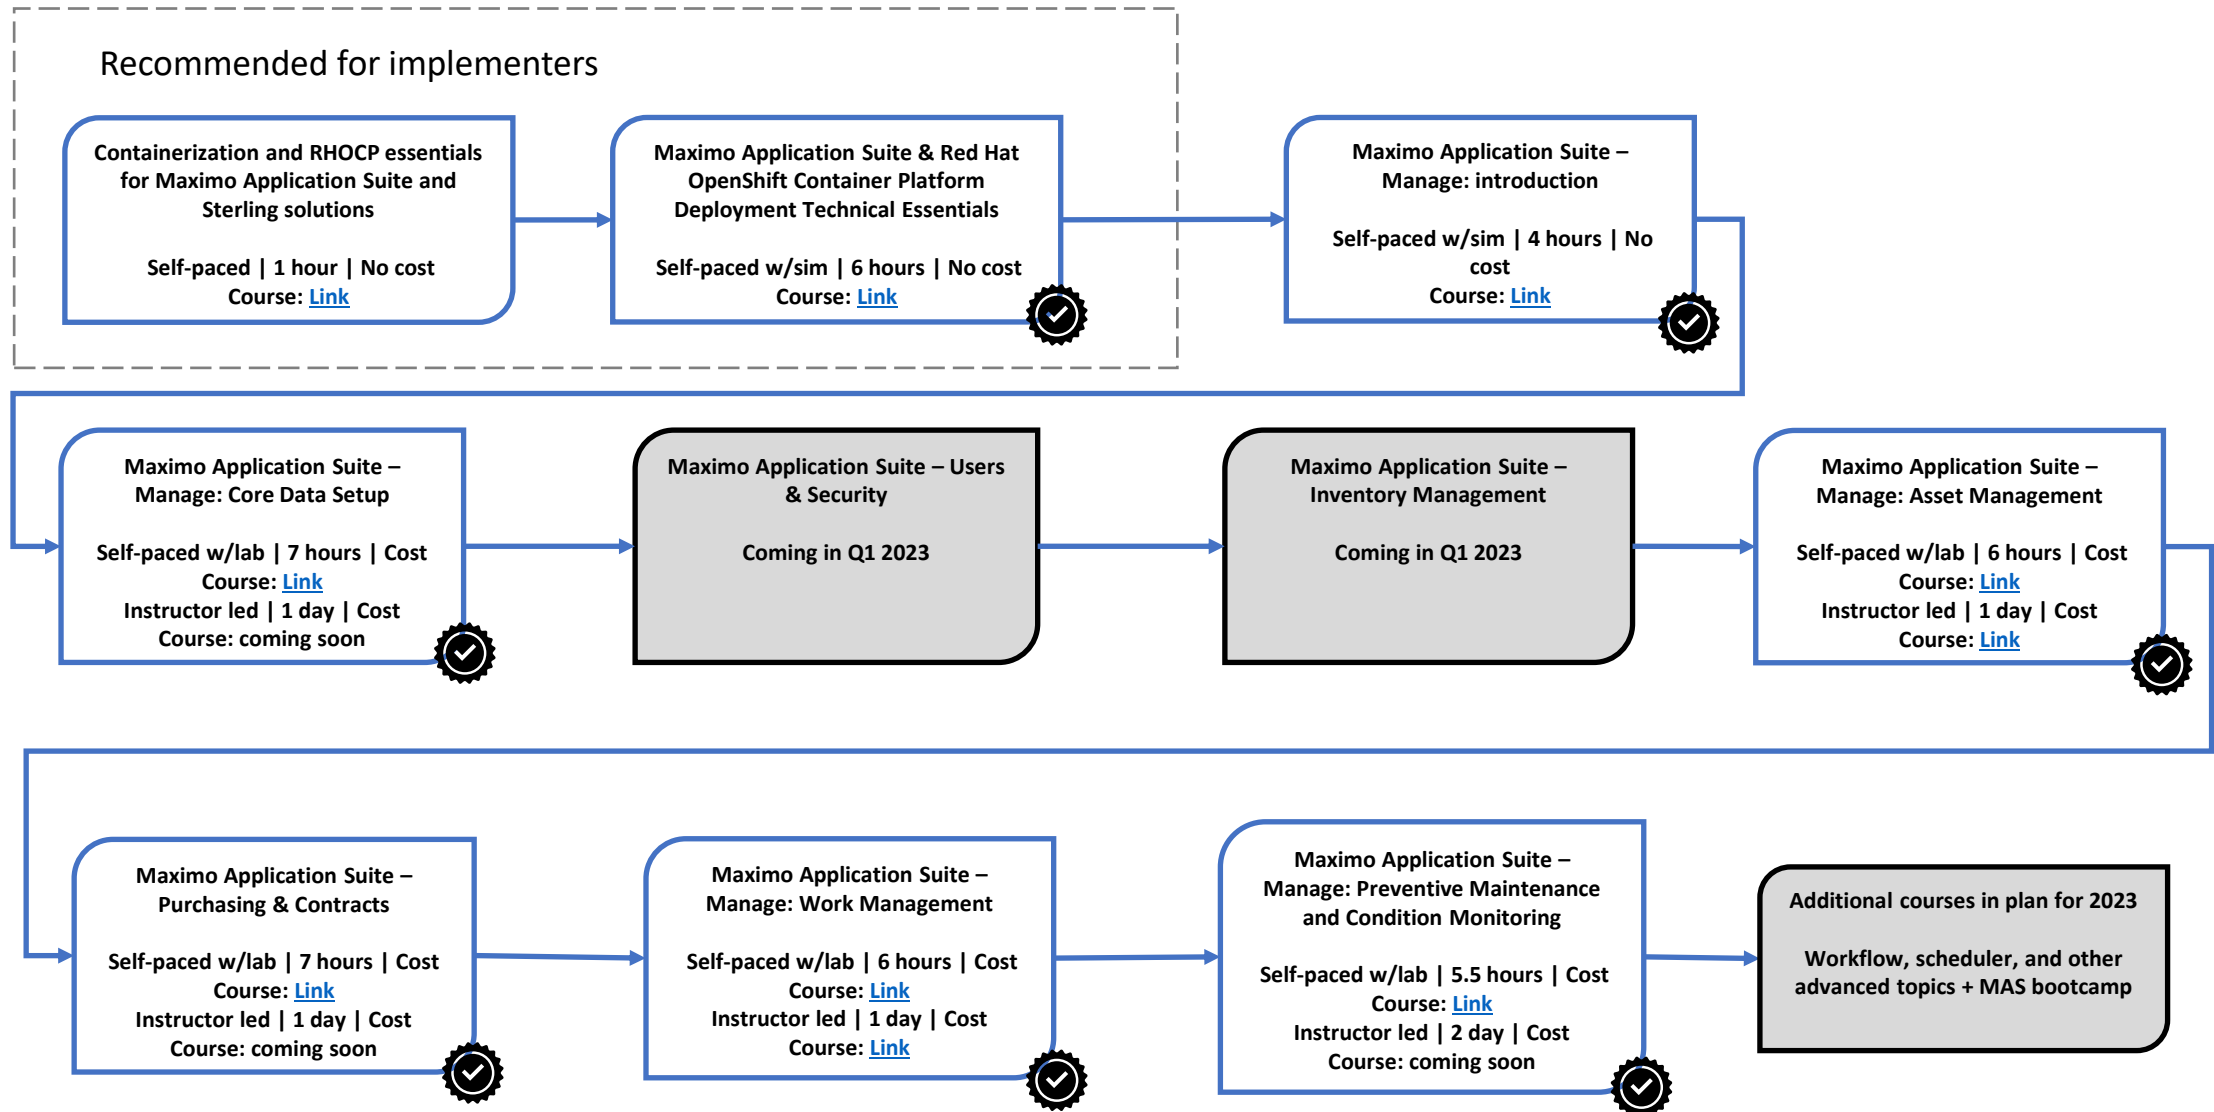 Recommended for implementers
Containerization and RHOCP essentials
for Maximo Application Suite and
Sterling solutions
Self-paced | 1 hour | No cost
Course: Link
Maximo Application Suite & Red Hat
OpenShift Container Platform
Deployment Technical Essentials
Self-paced w/sim | 6 hours | No cost
Course: Link
Maximo Application Suite –
Manage: introduction
Self-paced w/sim | 4 hours | No
cost
Course: Link
Maximo Application Suite –
Manage: Core Data Setup
Self-paced w/lab | 7 hours | Cost
Course: Link
Instructor led | 1 day | Cost
Course: coming soon
Maximo Application Suite – Users
& Security
Coming in Q1 2023
Maximo Application Suite –
Inventory Management
Coming in Q1 2023
Maximo Application Suite –
Manage: Asset Management
Self-paced w/lab | 6 hours | Cost
Course: Link
Instructor led | 1 day | Cost
Course: Link
Maximo Application Suite –
Purchasing & Contracts
Self-paced w/lab | 7 hours | Cost
Course: Link
Instructor led | 1 day | Cost
Course: coming soon
Maximo Application Suite –
Manage: Work Management
Self-paced w/lab | 6 hours | Cost
Course: Link
Instructor led | 1 day | Cost
Course: Link
Maximo Application Suite –
Manage: Preventive Maintenance
and Condition Monitoring
Self-paced w/lab | 5.5 hours | Cost
Course: Link
Instructor led | 2 day | Cost
Course: coming soon
Additional courses in plan for 2023
Workflow, scheduler, and other
advanced topics + MAS bootcamp